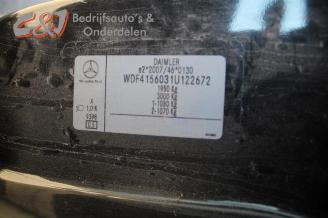 C&J Bedrijfsauto's &
Onderdelen
DAIMLER
e2*2007/46*0130
WDF4156031U122672
1950 Kg
3000 Kg
1-1080 Kg
2-1070 Kg